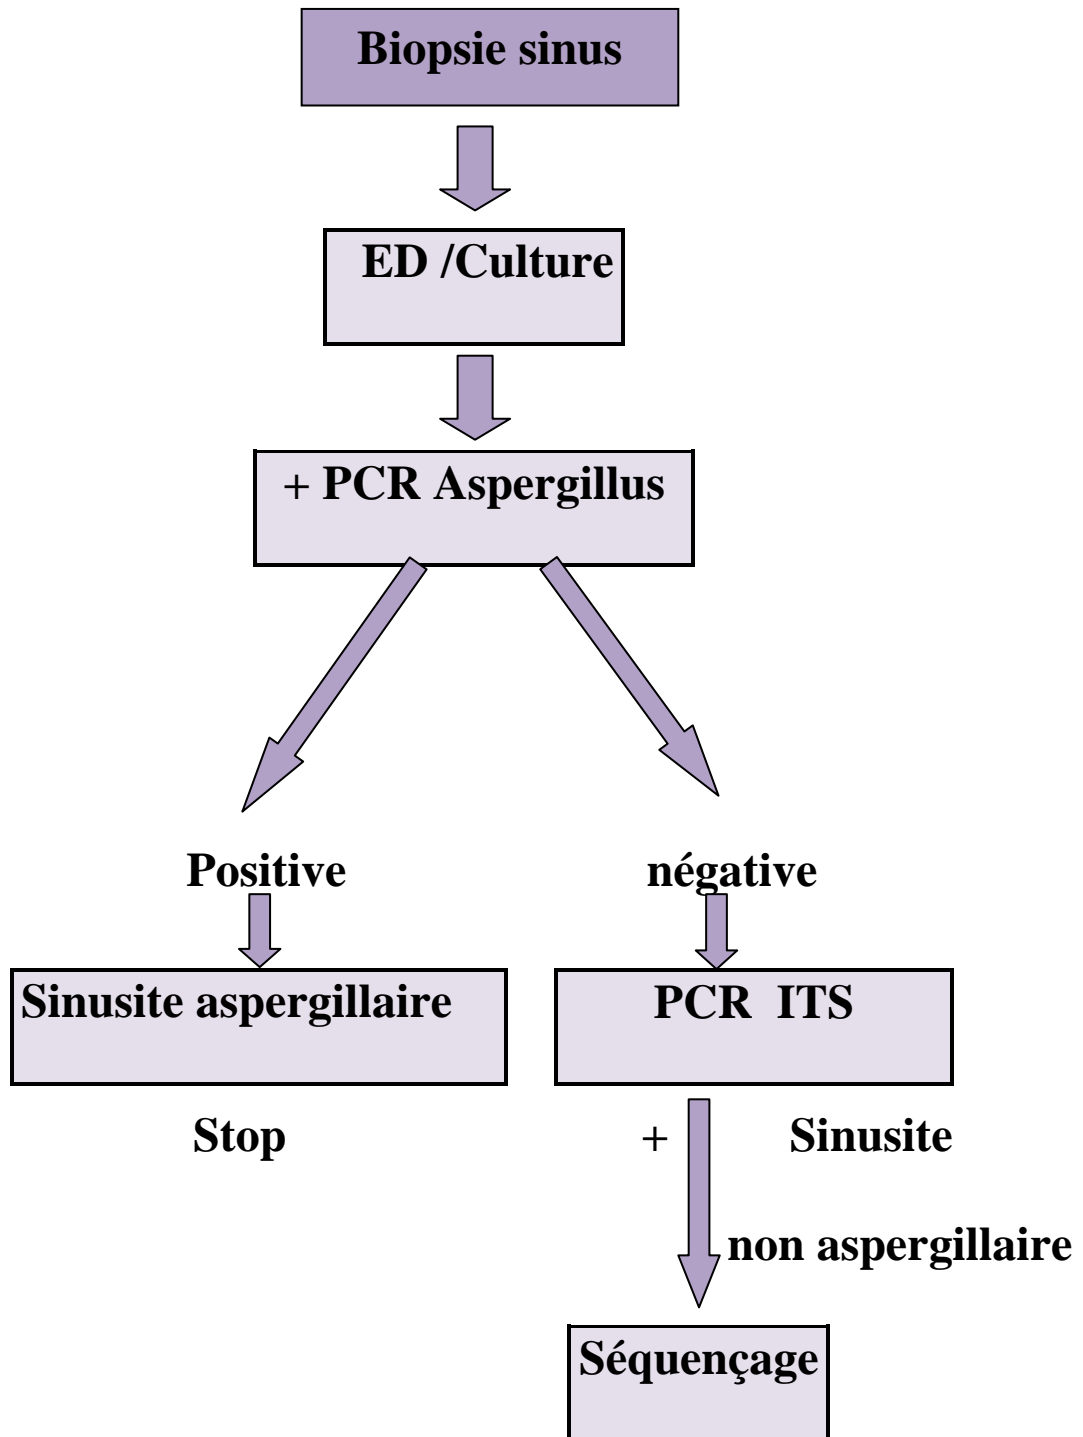 Biopsie sinus
ED /Culture
+ PCR Aspergillus
Positive
négative
Sinusite aspergillaire
PCR ITS
Stop
+
Sinusite
non aspergillaire
Séquençage